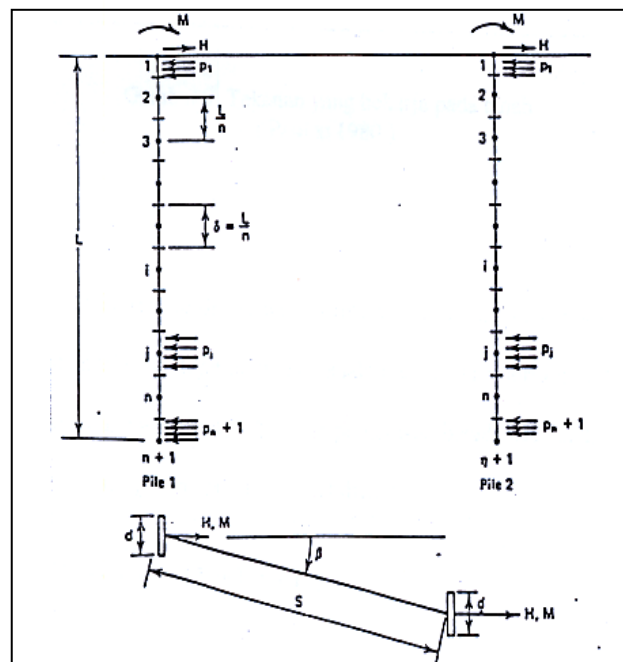 M
M
H
H
1
p₁
1
p₁
2
2
L/n
3
3
δ = L/n
L
i
i
j
pⱼ
j
pⱼ
n
n
pₙ + 1
pₙ + 1
n + 1
η + 1
Pile 1
Pile 2
d
H, M
β
S
d
H, M